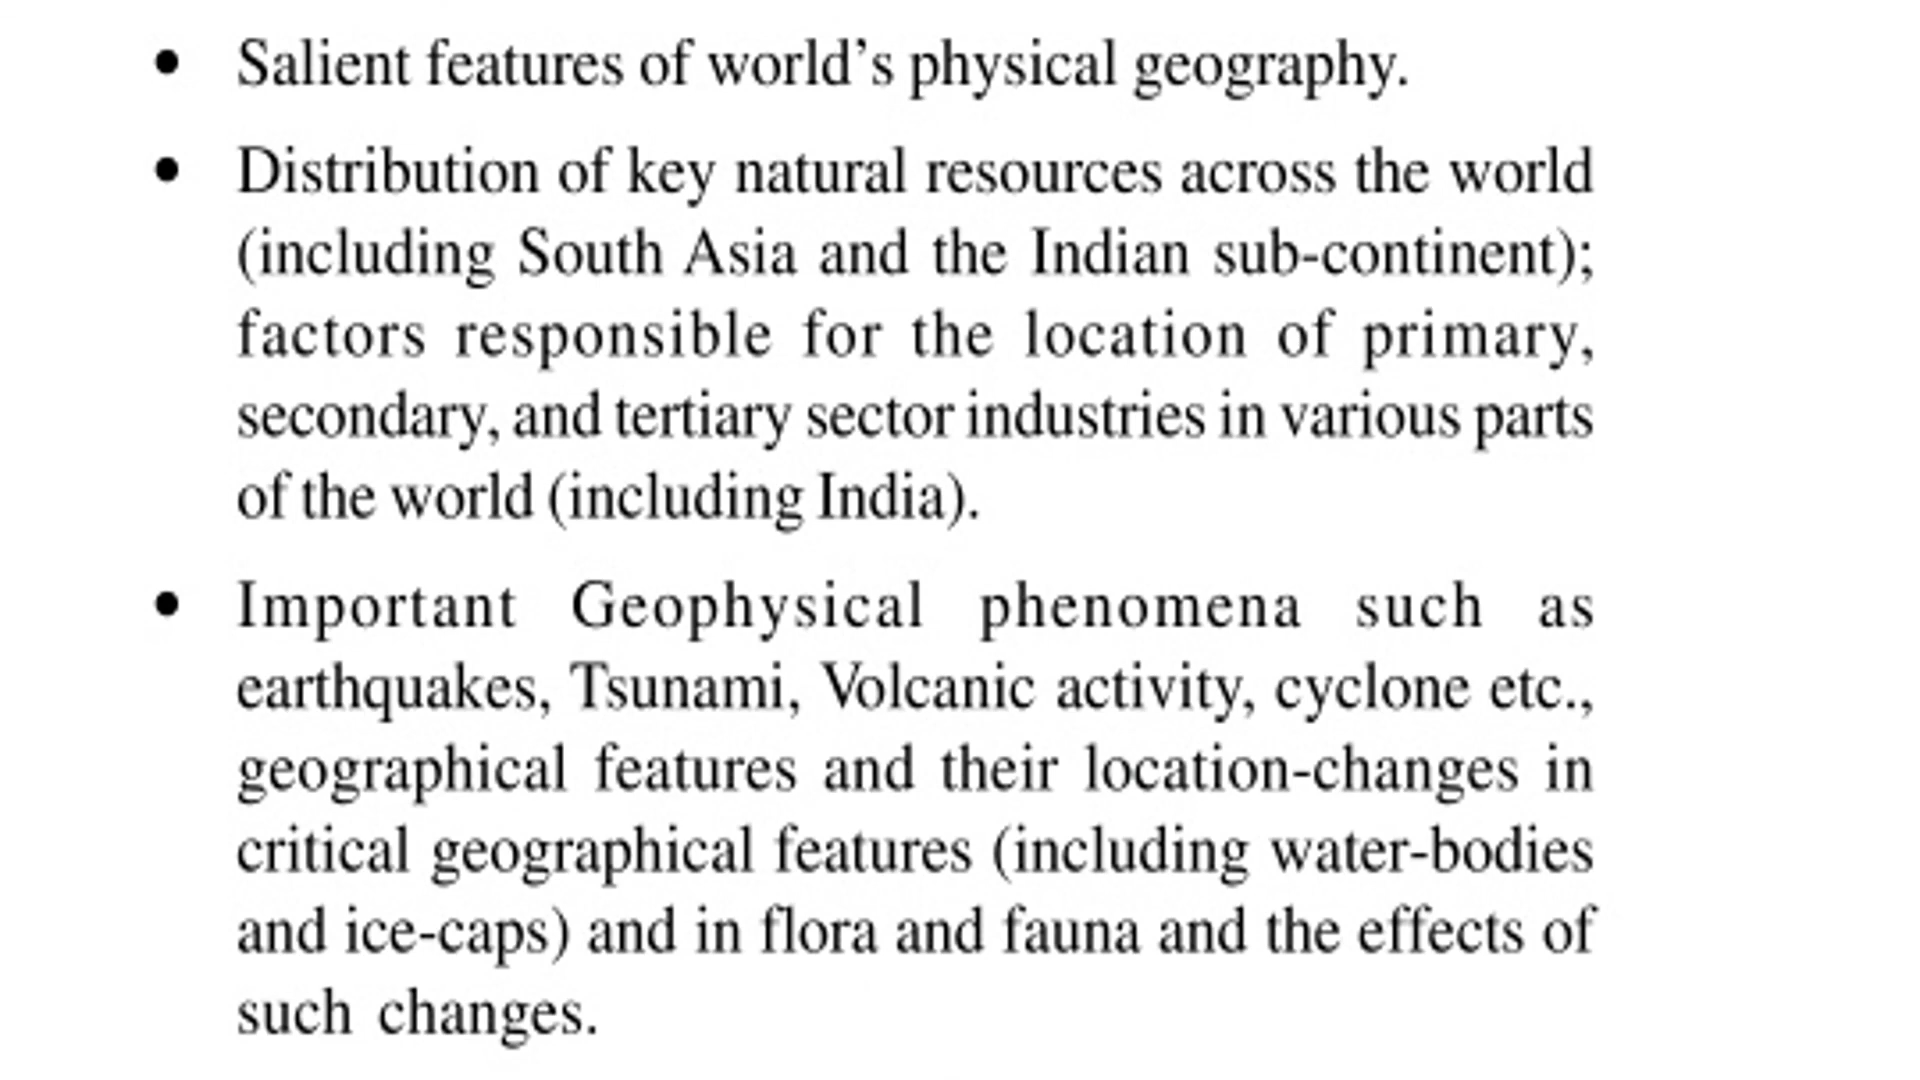 • Salient features of world’s physical geography.
• Distribution of key natural resources across the world
(including South Asia and the Indian sub-continent);
factors responsible for the location of primary,
secondary, and tertiary sector industries in various parts
of the world (including India).
• Important Geophysical phenomena such as
earthquakes, Tsunami, Volcanic activity, cyclone etc.,
geographical features and their location-changes in
critical geographical features (including water-bodies
and ice-caps) and in flora and fauna and the effects of
such changes.